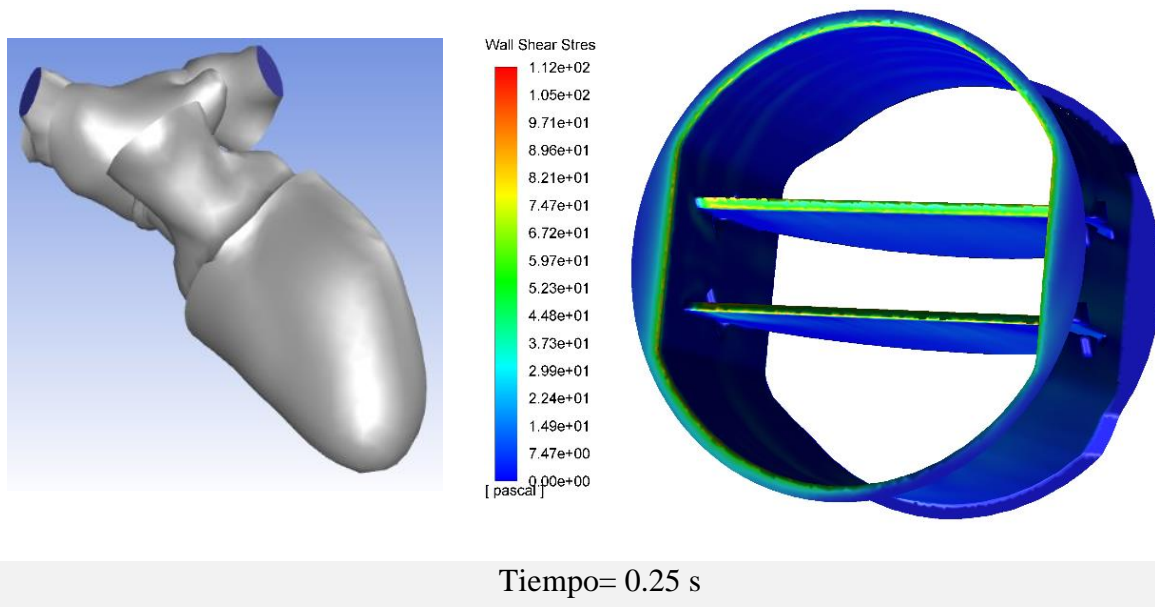 Wall Shear Stres
1.12e+02
1.05e+02
9.71e+01
8.96e+01
8.21e+01
7.47e+01
6.72e+01
5.97e+01
5.23e+01
4.48e+01
3.73e+01
2.99e+01
2.24e+01
1.49e+01
7.47e+00
0.00e+00
[ pascal ]
Tiempo= 0.25 s